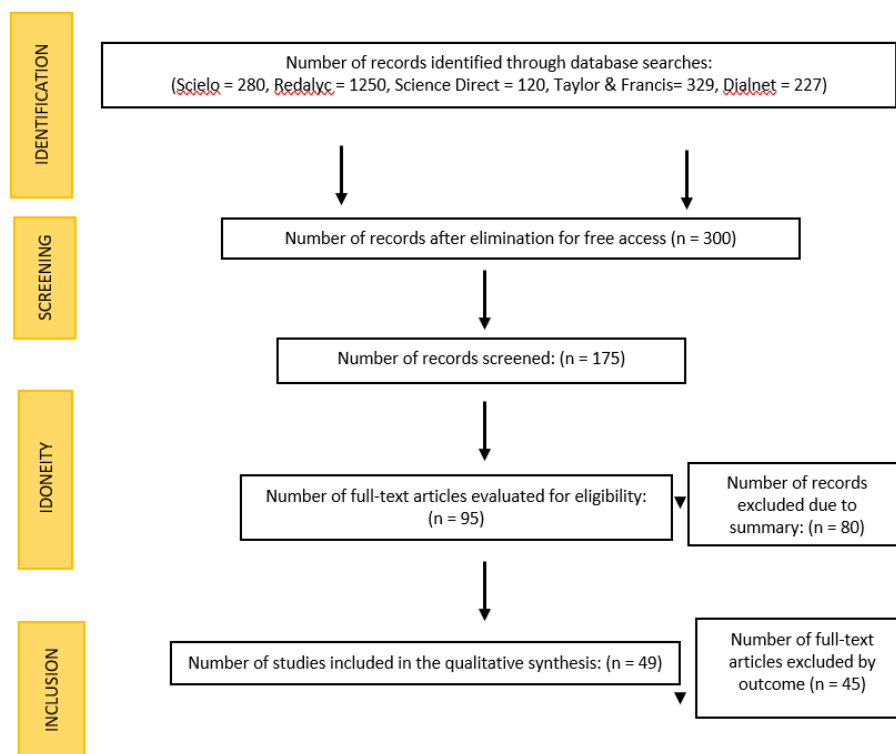 IDENTIFICATION
Number of records identified through database searches:
(Scielo = 280, Redalyc = 1250, Science Direct = 120, Taylor & Francis= 329, Dialnet = 227)
SCREENING
Number of records after elimination for free access (n = 300)
Number of records screened: (n = 175)
IDONEITY
Number of full-text articles evaluated for eligibility:
(n = 95)
Number of records
excluded due to
summary: (n = 80)
INCLUSION
Number of studies included in the qualitative synthesis: (n = 49)
Number of full-text
articles excluded by
outcome (n = 45)